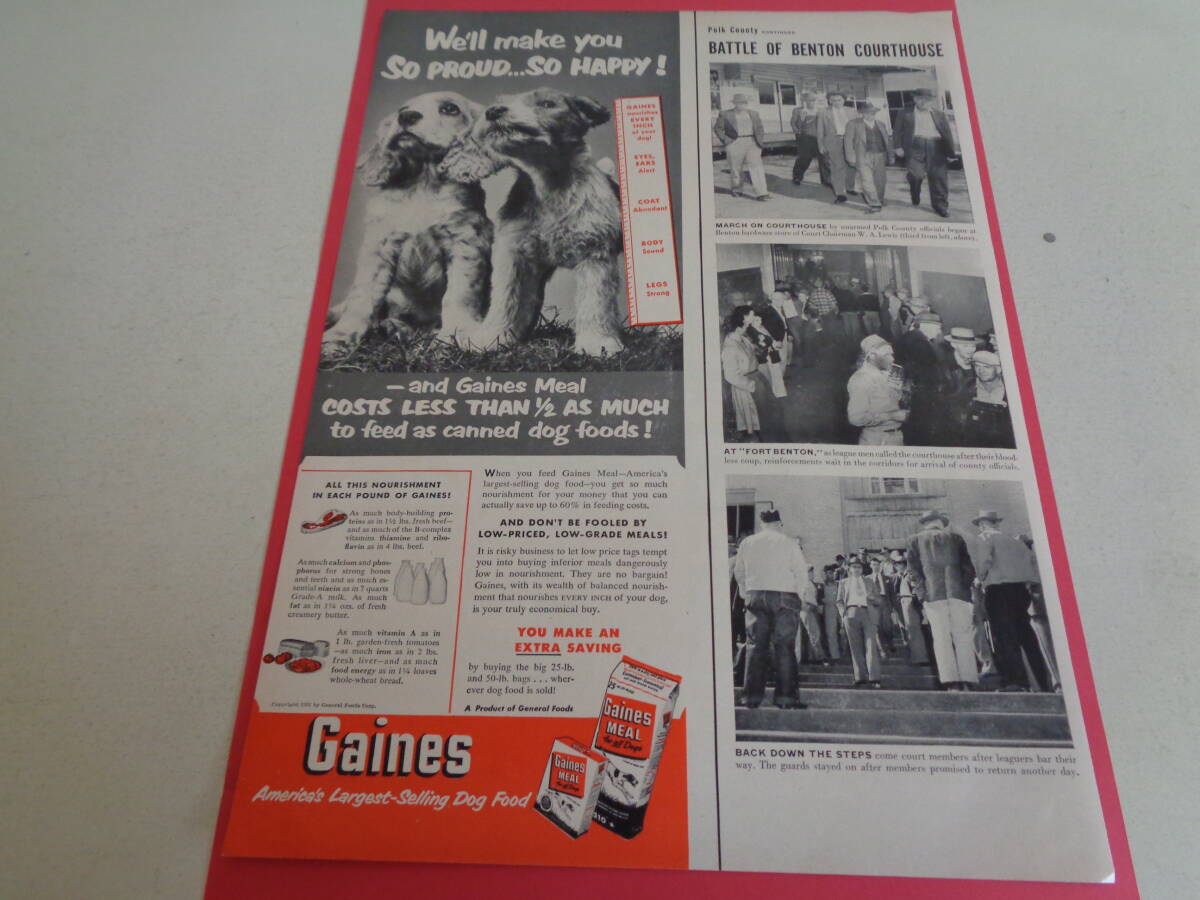 We'll make you
SO PROUD...SO HAPPY!
GAINES
nourishes
EVERY
INCH
of your
dog!
EYES,
EARS
Alert
COAT
Abundant
BODY
Sound
LEGS
Strong
—and Gaines Meal
COSTS LESS THAN ½ AS MUCH
to feed as canned dog foods!
ALL THIS NOURISHMENT
IN EACH POUND OF GAINES!
As much body-building pro-
teins as in 1½ lbs. fresh beef—
and as much of the B-complex
vitamins thiamine and ribo-
flavin as in 4 lbs. beef.
As much calcium and phos-
phorus for strong bones
and teeth and as much es-
sential niacin as in 7 quarts
Grade-A milk. As much
fat as in 1¼ ozs. of fresh
creamery butter.
As much vitamin A as in
1 lb. garden-fresh tomatoes
—as much iron as in 2 lbs.
fresh liver—and as much
food energy as in 1¼ loaves
whole-wheat bread.
Copyright by General Foods Corp.
When you feed Gaines Meal—America's
largest-selling dog food—you get so much
nourishment for your money that you can
actually save up to 60% in feeding costs.
AND DON'T BE FOOLED BY
LOW-PRICED, LOW-GRADE MEALS!
It is risky business to let low price tags tempt
you into buying inferior meals dangerously
low in nourishment. They are no bargain!
Gaines, with its wealth of balanced nourish-
ment that nourishes EVERY INCH of your dog,
is your truly economical buy.
YOU MAKE AN
EXTRA SAVING
by buying the big 25-lb.
and 50-lb. bags . . . wher-
ever dog food is sold!
A Product of General Foods
Gaines
America's Largest-Selling Dog Food
Gaines
MEAL
for all Dogs
25
Gaines
MEAL
for all Dogs
Polk County CONTINUED
BATTLE OF BENTON COURTHOUSE
MARCH ON COURTHOUSE by unarmed Polk County officials began at
Benton hardware store of Court Chairman W. A. Lewis (third from left, above).
AT "FORT BENTON," as league men called the courthouse after their blood-
less coup, reinforcements wait in the corridors for arrival of county officials.
BACK DOWN THE STEPS come court members after leaguers bar their
way. The guards stayed on after members promised to return another day.